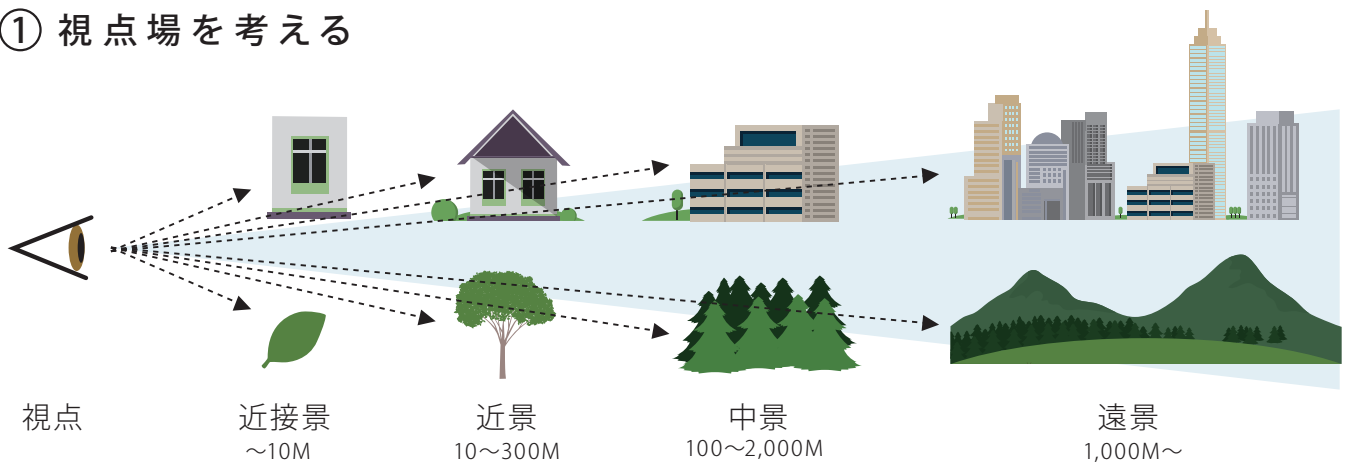 ① 視点場を考える
視点
近接景
～10M
近景
10～300M
中景
100～2,000M
遠景
1,000M～